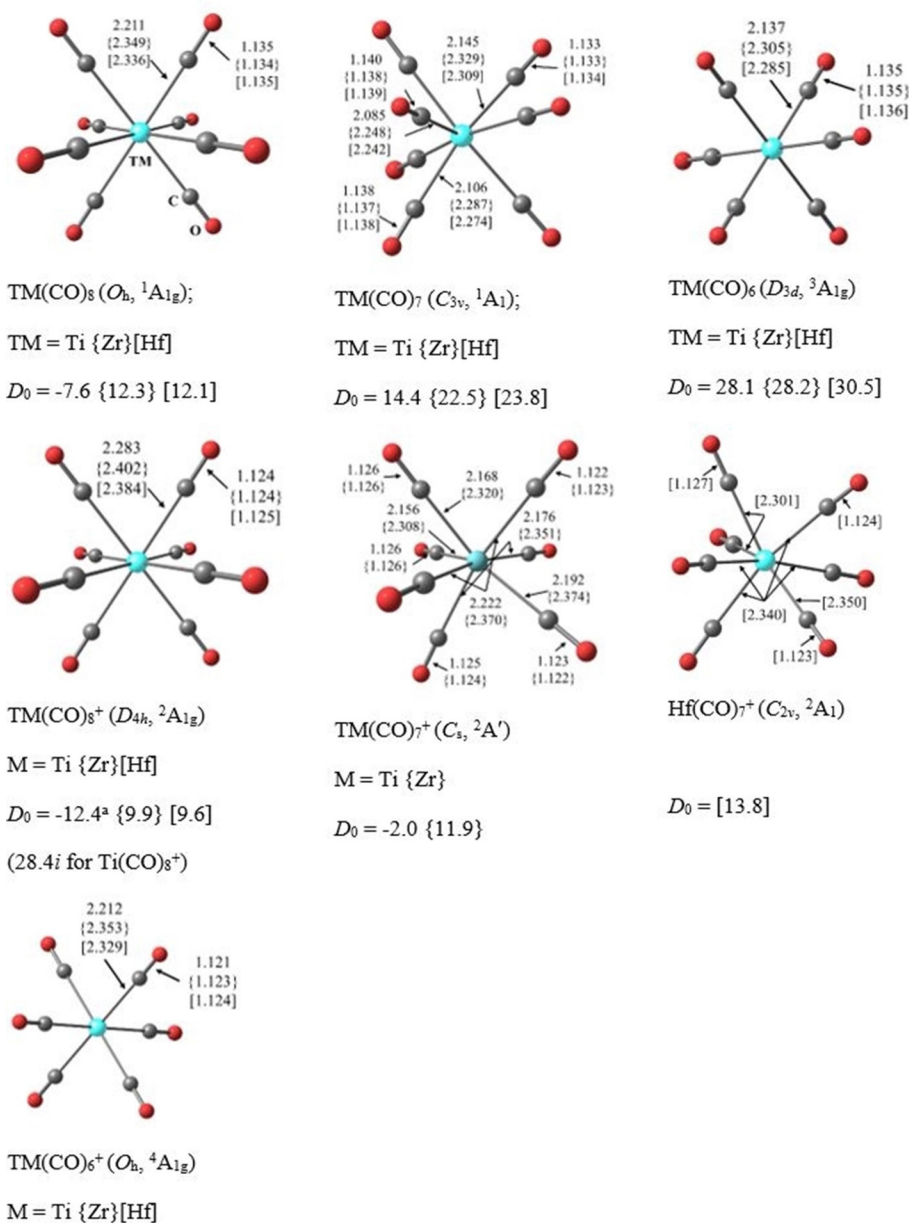 2.211
{2.349}
[2.336]
1.135
{1.134}
[1.135]
TM
C
O
TM(CO)₈ (Oₕ, ¹A₁g);
TM = Ti {Zr}[Hf]
D₀ = -7.6 {12.3} [12.1]
1.140
{1.138}
[1.139]
2.145
{2.329}
[2.309]
1.133
{1.133}
[1.134]
2.085
{2.248}
[2.242]
1.138
{1.137}
[1.138]
2.106
{2.287}
[2.274]
TM(CO)₇ (C₃ᵥ, ¹A₁);
TM = Ti {Zr}[Hf]
D₀ = 14.4 {22.5} [23.8]
2.137
{2.305}
[2.285]
1.135
{1.135}
[1.136]
TM(CO)₆ (D₃d, ³A₁g)
TM = Ti {Zr}[Hf]
D₀ = 28.1 {28.2} [30.5]
2.283
{2.402}
[2.384]
1.124
{1.124}
[1.125]
TM(CO)₈⁺ (D₄ₕ, ²A₁g)
M = Ti {Zr}[Hf]
D₀ = -12.4ᵃ {9.9} [9.6]
(28.4i for Ti(CO)₈⁺)
1.126
{1.126}
2.168
{2.320}
1.122
{1.123}
2.156
{2.308}
2.176
{2.351}
1.126
{1.126}
2.192
{2.374}
2.222
{2.370}
1.125
{1.124}
1.123
{1.122}
TM(CO)₇⁺ (Cₛ, ²A′)
M = Ti {Zr}
D₀ = -2.0 {11.9}
[1.127]
[2.301]
[1.124]
[2.340]
[2.350]
[1.123]
Hf(CO)₇⁺ (C₂ᵥ, ²A₁)
D₀ = [13.8]
2.212
{2.353}
[2.329]
1.121
{1.123}
[1.124]
TM(CO)₆⁺ (Oₕ, ⁴A₁g)
M = Ti {Zr}[Hf]